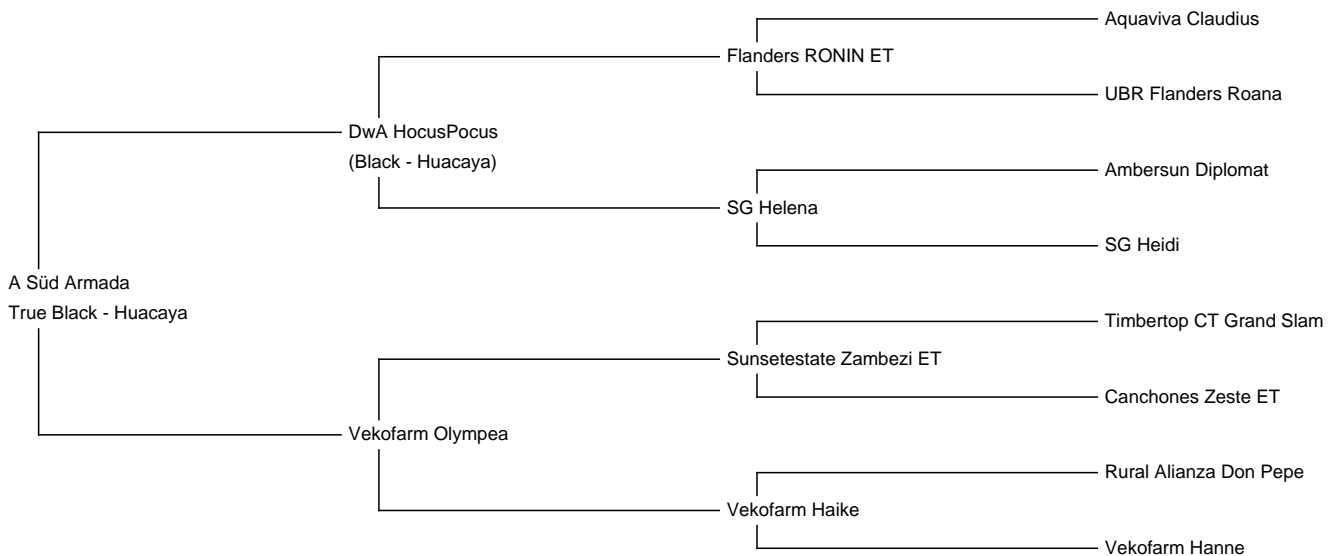 Aquaviva Claudius
Flanders RONIN ET
UBR Flanders Roana
DwA HocusPocus
(Black - Huacaya)
Ambersun Diplomat
SG Helena
SG Heidi
A Süd Armada
True Black - Huacaya
Timbertop CT Grand Slam
Sunsetestate Zambezi ET
Canchones Zeste ET
Vekofarm Olympea
Rural Alianza Don Pepe
Vekofarm Haike
Vekofarm Hanne